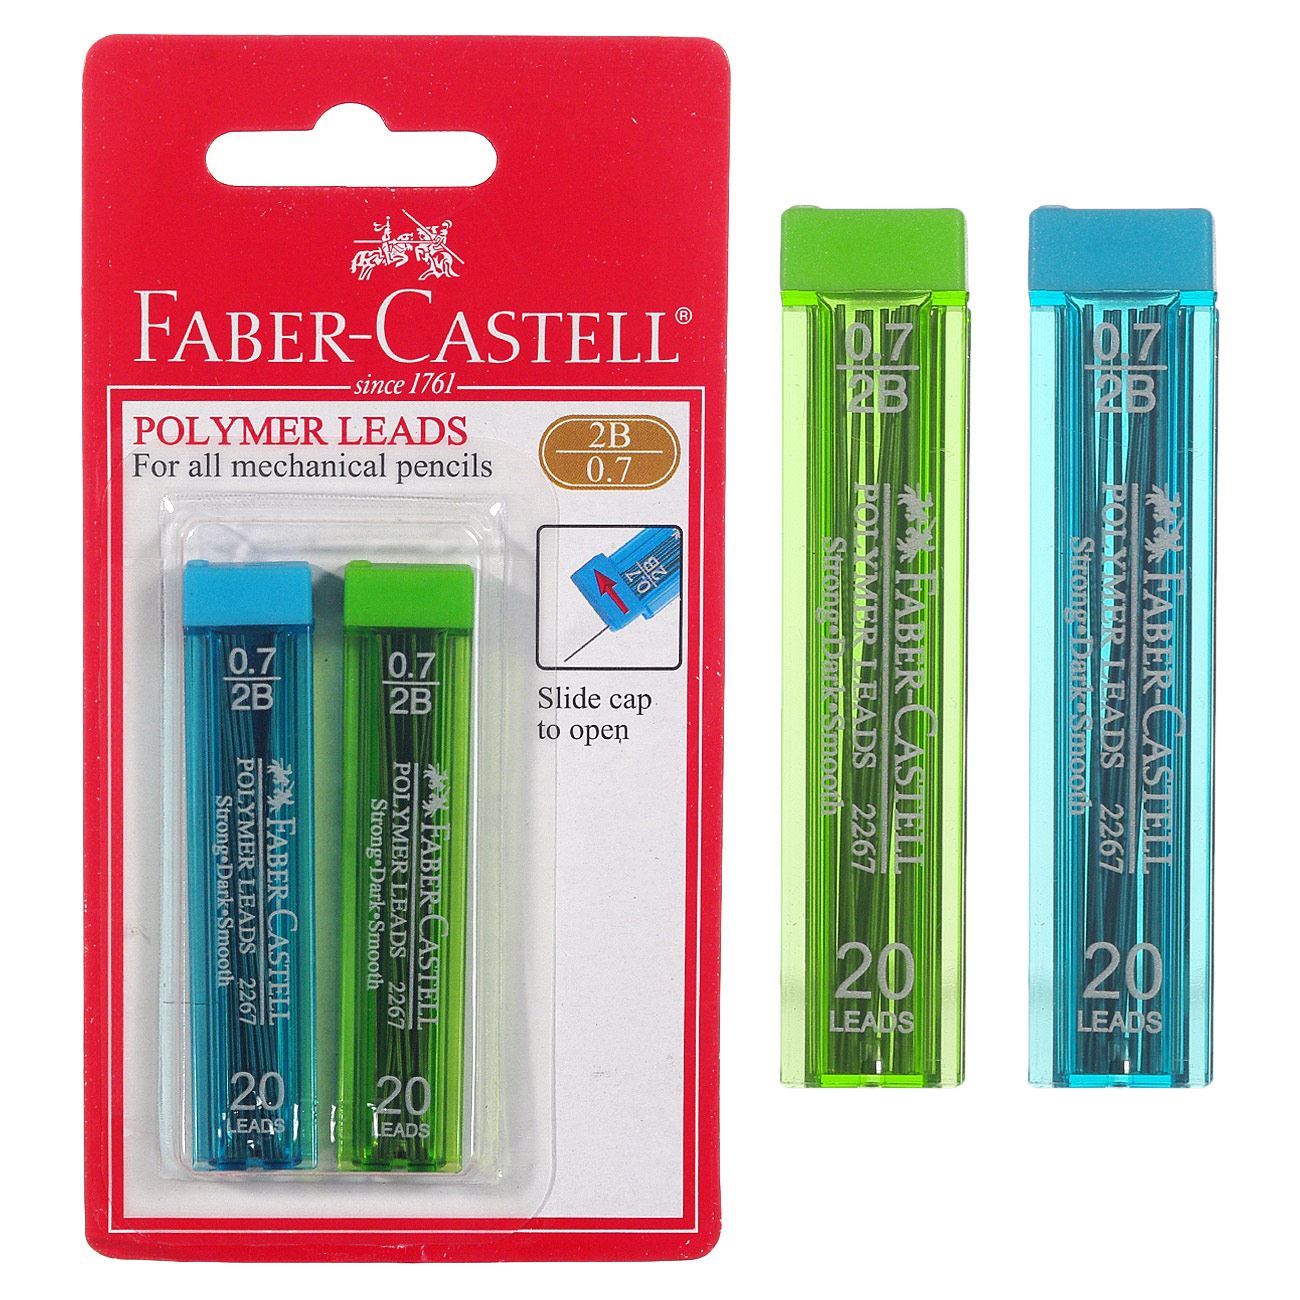 FABER-CASTELL®
since 1761
POLYMER LEADS
For all mechanical pencils
2B
0.7
0.7
2B
Slide cap
to open
0.7
2B
FABER-CASTELL
POLYMER LEADS 2267
Strong•Dark•Smooth
20
LEADS
0.7
2B
FABER-CASTELL
POLYMER LEADS 2267
Strong•Dark•Smooth
20
LEADS
0.7
2B
FABER-CASTELL
POLYMER LEADS 2267
Strong•Dark•Smooth
20
LEADS
0.7
2B
FABER-CASTELL
POLYMER LEADS 2267
Strong•Dark•Smooth
20
LEADS